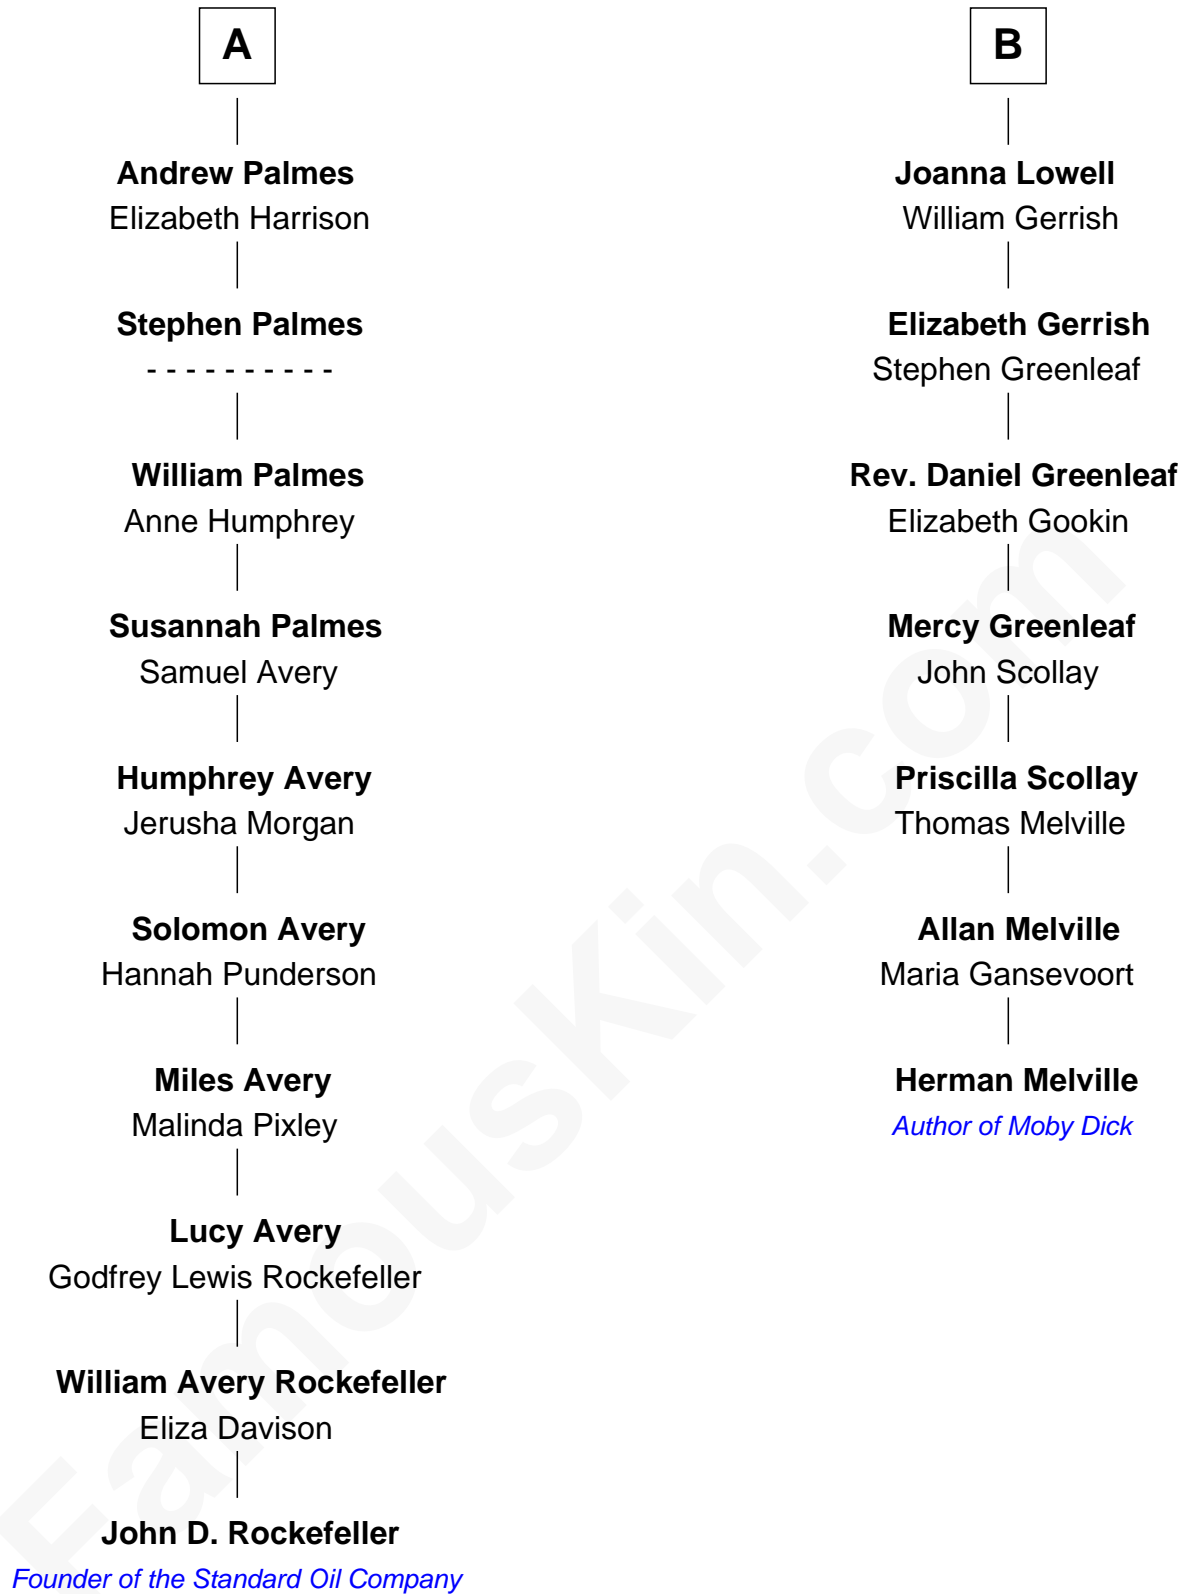 A
Andrew Palmes
Elizabeth Harrison
Stephen Palmes
- - - - - - - - - -
William Palmes
Anne Humphrey
Susannah Palmes
Samuel Avery
Humphrey Avery
Jerusha Morgan
Solomon Avery
Hannah Punderson
Miles Avery
Malinda Pixley
Lucy Avery
Godfrey Lewis Rockefeller
William Avery Rockefeller
Eliza Davison
John D. Rockefeller
Founder of the Standard Oil Company
B
Joanna Lowell
William Gerrish
Elizabeth Gerrish
Stephen Greenleaf
Rev. Daniel Greenleaf
Elizabeth Gookin
Mercy Greenleaf
John Scollay
Priscilla Scollay
Thomas Melville
Allan Melville
Maria Gansevoort
Herman Melville
Author of Moby Dick
FamousKin.com